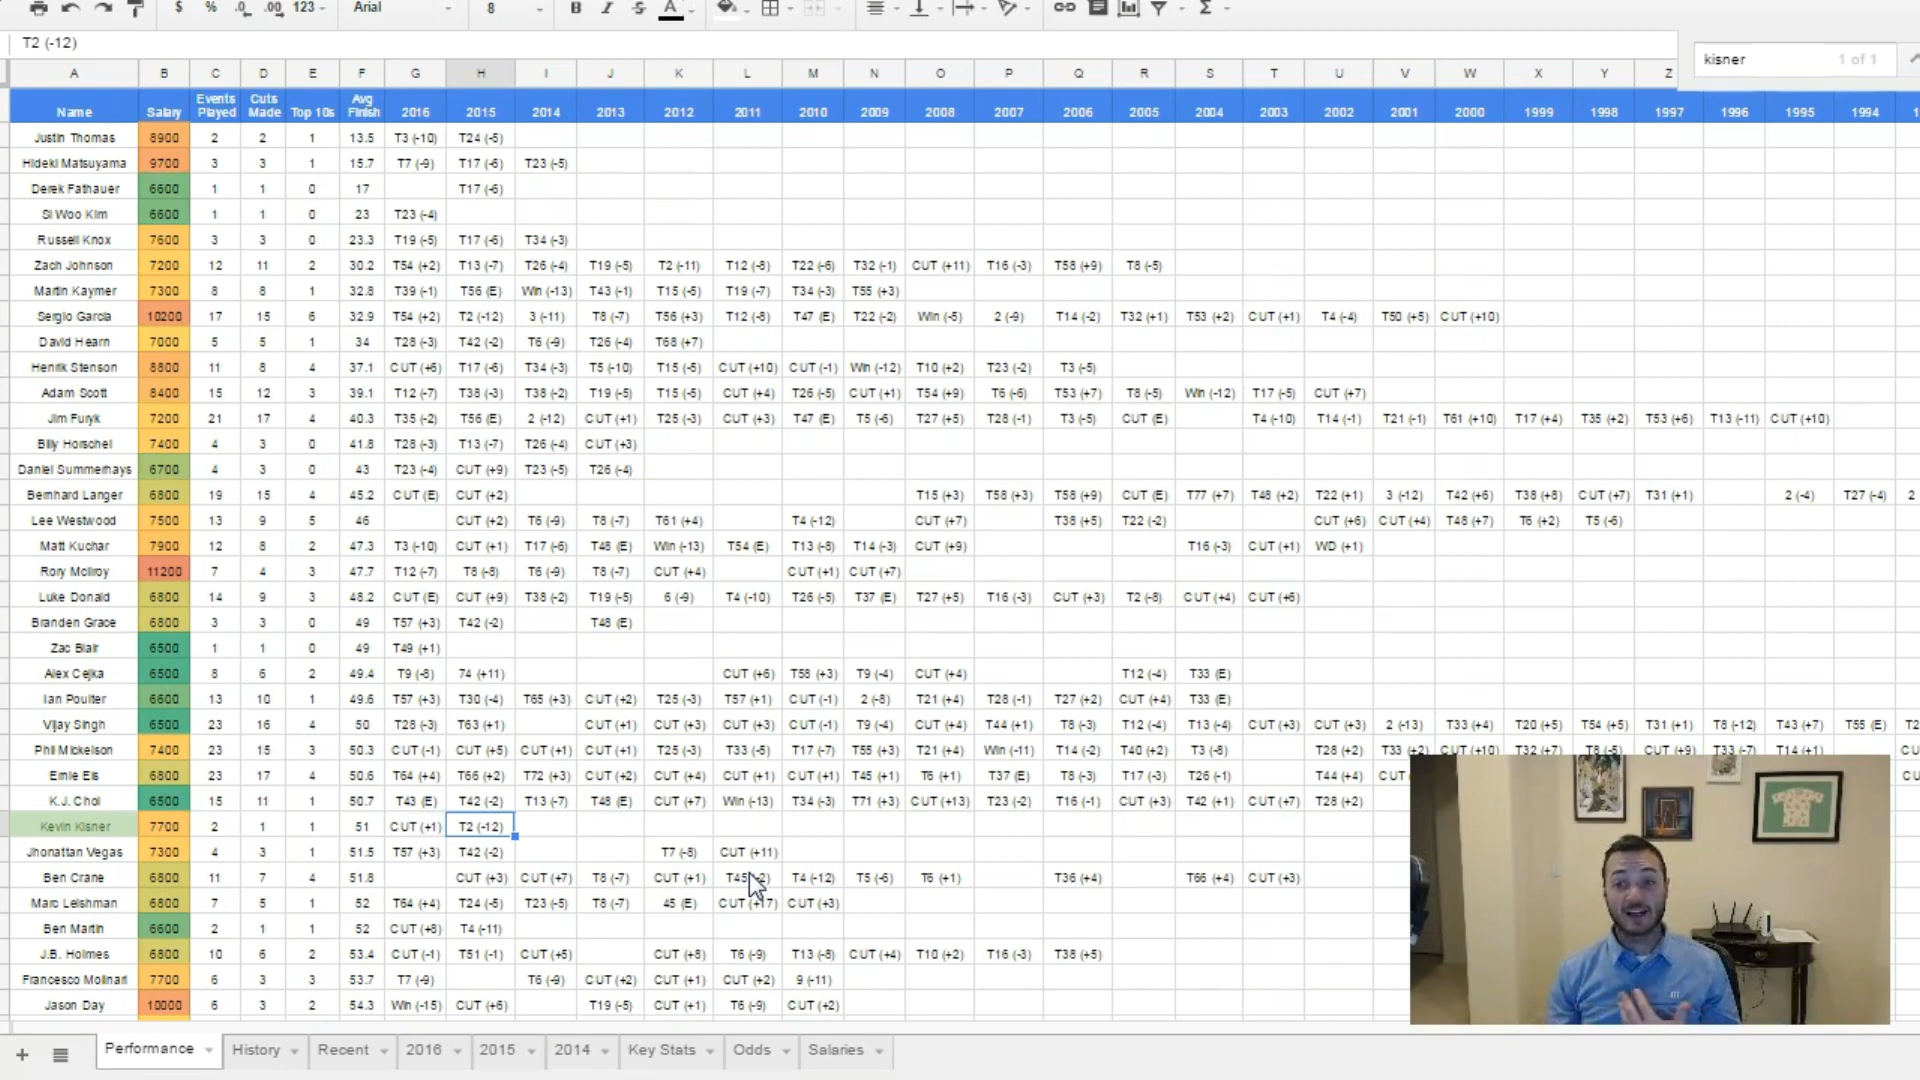 $ % .0 .00 123 Arial 8 B I S A Σ
T2 (-12)
kisner 1 of 1
A B C D E F G H I J K L M N O P Q R S T U V W X Y Z
Name Salary Events Played Cuts Made Top 10s Avg Finish 2016 2015 2014 2013 2012 2011 2010 2009 2008 2007 2006 2005 2004 2003 2002 2001 2000 1999 1998 1997 1996 1995 1994
Justin Thomas 8900 2 2 1 13.5 T3 (-10) T24 (-5)
Hideki Matsuyama 9700 3 3 1 15.7 T7 (-9) T17 (-6) T23 (-5)
Derek Fathauer 6600 1 1 0 17 T17 (-6)
Si Woo Kim 6600 1 1 0 23 T23 (-4)
Russell Knox 7600 3 3 0 23.3 T19 (-5) T17 (-6) T34 (-3)
Zach Johnson 7200 12 11 2 30.2 T54 (+2) T13 (-7) T26 (-4) T19 (-5) T2 (-11) T12 (-8) T22 (-6) T32 (-1) CUT (+11) T16 (-3) T58 (+9) T8 (-5)
Martin Kaymer 7300 8 8 1 32.8 T39 (-1) T56 (E) Win (-13) T43 (-1) T15 (-5) T19 (-7) T34 (-3) T55 (+3)
Sergio Garcia 10200 17 15 6 32.9 T54 (+2) T2 (-12) 3 (-11) T8 (-7) T56 (+3) T12 (-8) T47 (E) T22 (-2) Win (-5) 2 (-9) T14 (-2) T32 (+1) T53 (+2) CUT (+1) T4 (-4) T50 (+5) CUT (+10)
David Hearn 7000 5 5 1 34 T28 (-3) T42 (-2) T6 (-9) T26 (-4) T68 (+7)
Henrik Stenson 8800 11 8 4 37.1 CUT (+6) T17 (-6) T34 (-3) T5 (-10) T15 (-5) CUT (+10) CUT (-1) Win (-12) T10 (+2) T23 (-2) T3 (-5)
Adam Scott 8400 15 12 3 39.1 T12 (-7) T38 (-3) T38 (-2) T19 (-5) T15 (-5) CUT (+4) T26 (-5) CUT (+1) T54 (+9) T6 (-6) T53 (+7) T8 (-5) Win (-12) T17 (-5) CUT (+7)
Jim Furyk 7200 21 17 4 40.3 T35 (-2) T56 (E) 2 (-12) CUT (+1) T25 (-3) CUT (+3) T47 (E) T5 (-6) T27 (+5) T28 (-1) T3 (-5) CUT (E) T4 (-10) T14 (-1) T21 (-1) T61 (+10) T17 (+4) T35 (+2) T53 (+6) T13 (-11) CUT (+10)
Billy Horschel 7400 4 3 0 41.8 T28 (-3) T13 (-7) T26 (-4) CUT (+3)
Daniel Summerhays 6700 4 3 0 43 T23 (-4) CUT (+9) T23 (-5) T26 (-4)
Bernhard Langer 6800 19 15 4 45.2 CUT (E) CUT (+2) T15 (+3) T58 (+3) T58 (+9) CUT (E) T77 (+7) T48 (+2) T22 (+1) 3 (-12) T42 (+6) T38 (+8) CUT (+7) T31 (+1) 2 (-4) T27 (-4) 2
Lee Westwood 7500 13 9 5 46 CUT (+2) T6 (-9) T8 (-7) T61 (+4) T4 (-12) CUT (+7) T38 (+5) T22 (-2) CUT (+6) CUT (+4) T48 (+7) T6 (+2) T5 (-6)
Matt Kuchar 7900 12 8 2 47.3 T3 (-10) CUT (+1) T17 (-6) T48 (E) Win (-13) T54 (E) T13 (-8) T14 (-3) CUT (+9) T16 (-3) CUT (+1) WD (+1)
Rory McIlroy 11200 7 4 3 47.7 T12 (-7) T8 (-8) T6 (-9) T8 (-7) CUT (+4) CUT (+1) CUT (+7)
Luke Donald 6800 14 9 3 48.2 CUT (E) CUT (+9) T38 (-2) T19 (-5) 6 (-9) T4 (-10) T26 (-5) T37 (E) T27 (+5) T16 (-3) CUT (+3) T2 (-8) CUT (+4) CUT (+6)
Branden Grace 6800 3 3 0 49 T57 (+3) T42 (-2) T48 (E)
Zac Blair 6500 1 1 0 49 T49 (+1)
Alex Cejka 6500 8 6 2 49.4 T9 (-8) 74 (+11) CUT (+6) T58 (+3) T9 (-4) CUT (+4) T12 (-4) T33 (E)
Ian Poulter 6600 13 10 1 49.6 T57 (+3) T30 (-4) T65 (+3) CUT (+2) T25 (-3) T57 (+1) CUT (-1) 2 (-8) T21 (+4) T28 (-1) T27 (+2) CUT (+4) T33 (E)
Vijay Singh 6500 23 16 4 50 T28 (-3) T63 (+1) CUT (+1) CUT (+3) CUT (+3) CUT (-1) T9 (-4) CUT (+4) T44 (+1) T8 (-3) T12 (-4) T13 (-4) CUT (+3) CUT (+3) 2 (-13) T33 (+4) T20 (+5) T54 (+5) T31 (+1) T8 (-12) T43 (+7) T55 (E) T2
Phil Mickelson 7400 23 15 3 50.3 CUT (-1) CUT (+5) CUT (+1) CUT (+1) T25 (-3) T33 (-5) T17 (-7) T55 (+3) T21 (+4) Win (-11) T14 (-2) T40 (+2) T3 (-8) T28 (+2) T33 (+2) CUT (+10) T32 (+7) T8 (-5) CUT (+9) T33 (-7) T14 (+1) CU
Ernie Els 6800 23 17 4 50.6 T64 (+4) T66 (+2) T72 (+3) CUT (+2) CUT (+4) CUT (+1) CUT (+1) T45 (+1) T6 (+1) T37 (E) T8 (-3) T17 (-3) T26 (-1) T44 (+4) CU CU
K.J. Choi 6500 15 11 1 50.7 T43 (E) T42 (-2) T13 (-7) T48 (E) CUT (+7) Win (-13) T34 (-3) T71 (+3) CUT (+13) T23 (-2) T16 (-1) CUT (+3) T42 (+1) CUT (+7) T28 (+2)
Kevin Kisner 7700 2 1 1 51 CUT (+1) T2 (-12)
Jhonattan Vegas 7300 4 3 1 51.5 T57 (+3) T42 (-2) T7 (-8) CUT (+11)
Ben Crane 6800 11 7 4 51.8 CUT (+3) CUT (+7) T8 (-7) CUT (+1) T45 2) T4 (-12) T5 (-6) T6 (+1) T36 (+4) T66 (+4) CUT (+3)
Marc Leishman 6800 7 5 1 52 T64 (+4) T24 (-5) T23 (-5) T8 (-7) 45 (E) CUT (+17) CUT (+3)
Ben Martin 6600 2 1 1 52 CUT (+8) T4 (-11)
J.B. Holmes 6800 10 6 2 53.4 CUT (-1) T51 (-1) CUT (+5) CUT (+8) T6 (-9) T13 (-8) CUT (+4) T10 (+2) T16 (-3) T38 (+5)
Francesco Molinari 7700 6 3 3 53.7 T7 (-9) T6 (-9) CUT (+2) CUT (+1) CUT (+2) 9 (-11)
Jason Day 10000 6 3 2 54.3 Win (-15) CUT (+6) T19 (-5) CUT (+1) T6 (-9) CUT (+2)
+ Performance History Recent 2016 2015 2014 Key Stats Odds Salaries